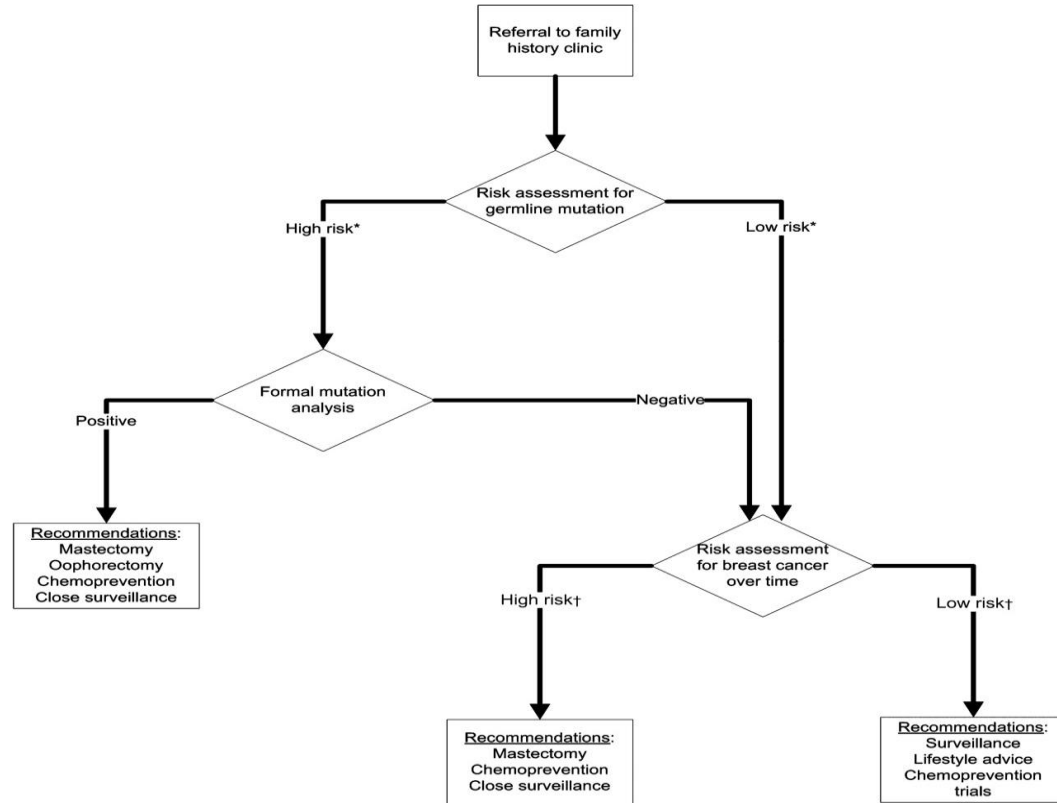 Referral to family
history clinic
Risk assessment for
germline mutation
High risk*
Low risk*
Formal mutation
analysis
Positive
Negative
Recommendations:
Mastectomy
Oophorectomy
Chemoprevention
Close surveillance
Risk assessment
for breast cancer
over time
High risk†
Low risk†
Recommendations:
Mastectomy
Chemoprevention
Close surveillance
Recommendations:
Surveillance
Lifestyle advice
Chemoprevention
trials